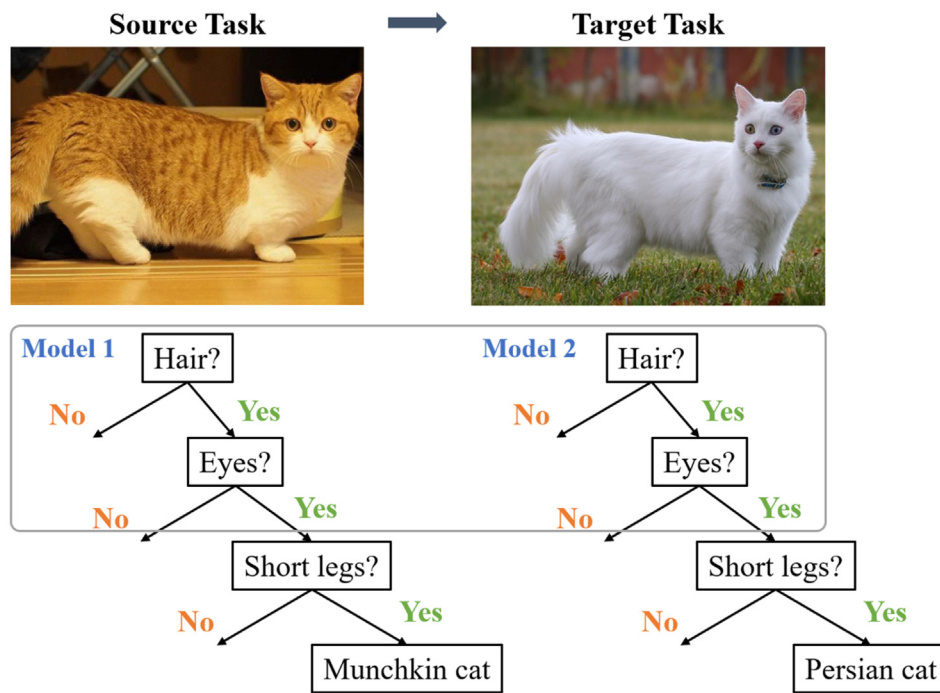 Source Task
Target Task
Model 1
Hair?
No
Yes
Eyes?
No
Yes
Short legs?
No
Yes
Munchkin cat
Model 2
Hair?
No
Yes
Eyes?
No
Yes
Short legs?
No
Yes
Persian cat